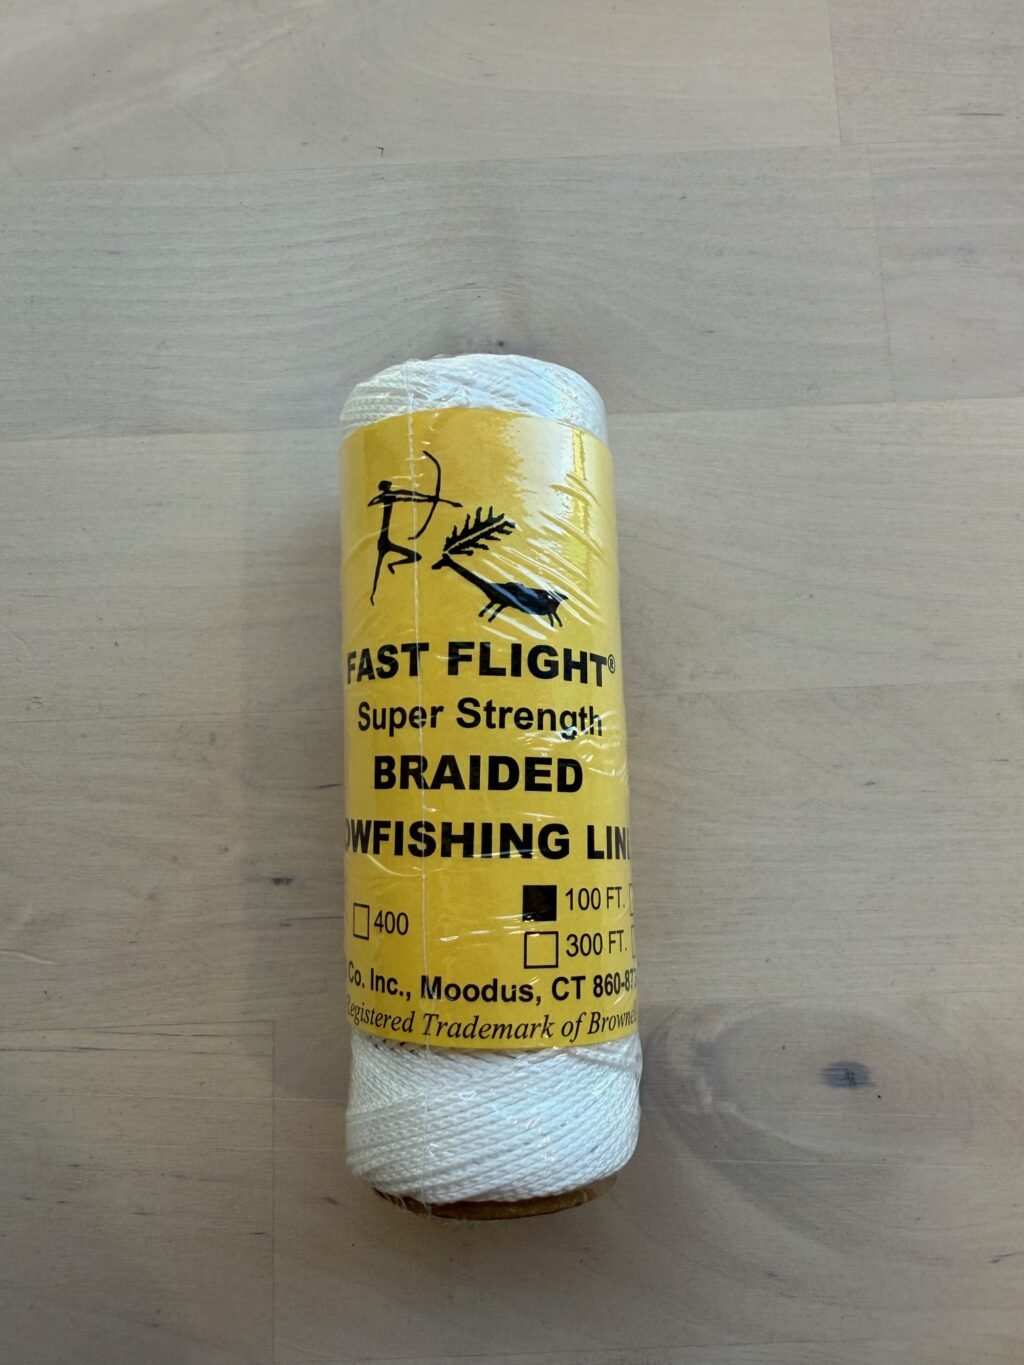 FAST FLIGHT®
Super Strength
BRAIDED
OWFISHING LIN
400
100 FT.
300 FT.
Co. Inc., Moodus, CT 860-87
Registered Trademark of Browne